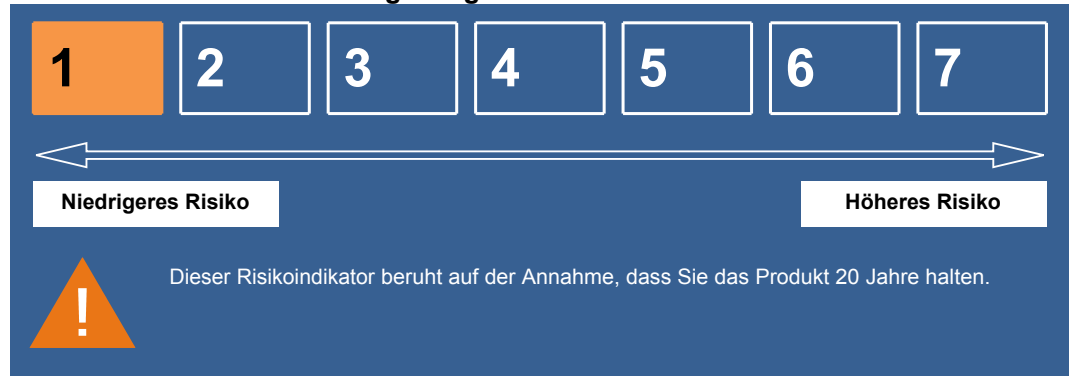 1 2 3 4 5 6 7
Niedrigeres Risiko Höheres Risiko
Dieser Risikoindikator beruht auf der Annahme, dass Sie das Produkt 20 Jahre halten.
!